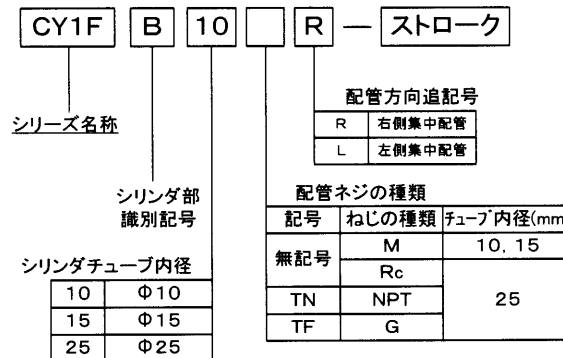 CY1F B 10 R — ストローク
配管方向追記号
R 右側集中配管
L 左側集中配管
シリーズ名称
シリンダ部
識別記号
配管ネジの種類
記号 ねじの種類 チューブ内径(mm
無記号 M 10, 15
Rc
TN NPT 25
TF G
シリンダチューブ内径
10 Φ10
15 Φ15
25 Φ25